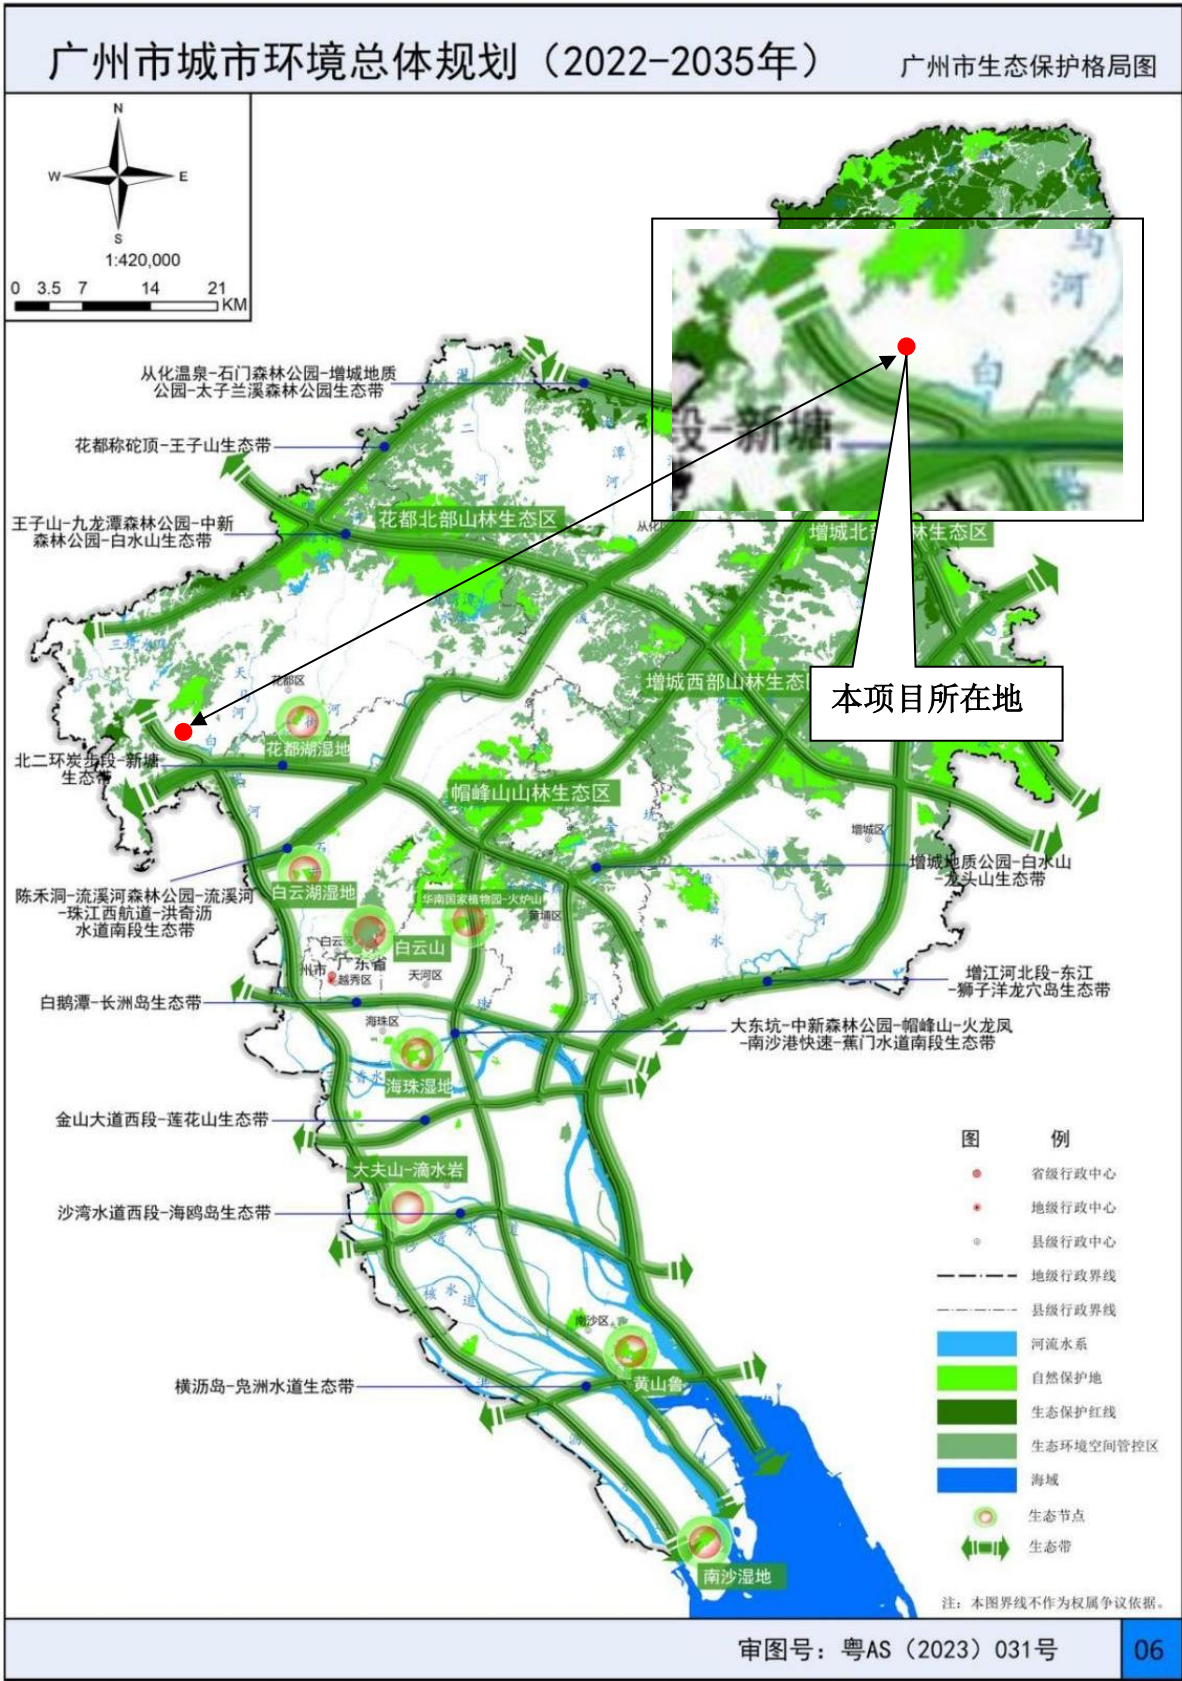 广州市城市环境总体规划（2022-2035年）
广州市生态保护格局图
N
W
E
S
1:420,000
0 3.5 7 14 21
KM
马
河
白
段-新塘
从化温泉-石门森林公园-增城地质
公园-太子兰溪森林公园生态带
花都称砣顶-王子山生态带
王子山-九龙潭森林公园-中新
森林公园-白水山生态带
花都北部山林生态区
增城北
林生态区
增城西部山林生态
本项目所在地
花都区
花都湖湿地
北二环炭步段-新塘
生态带
帽峰山山林生态区
增城区
增城地质公园-白水山
-龙头山生态带
陈禾洞-流溪河森林公园-流溪河
-珠江西航道-洪奇沥
水道南段生态带
白云湖湿地
华南国家植物园-火炉山
黄埔区
白云区
白云山
州市
广东省
越秀区
天河区
增江河北段-东江
-狮子洋龙穴岛生态带
白鹅潭-长洲岛生态带
海珠区
大东坑-中新森林公园-帽峰山-火龙凤
-南沙港快速-蕉门水道南段生态带
海珠湿地
金山大道西段-莲花山生态带
大夫山-滴水岩
沙湾水道西段-海鸥岛生态带
南沙区
黄山鲁
横沥岛-凫洲水道生态带
南沙湿地
图 例
省级行政中心
地级行政中心
县级行政中心
地级行政界线
县级行政界线
河流水系
自然保护地
生态保护红线
生态环境空间管控区
海域
生态节点
生态带
注：本图界线不作为权属争议依据。
审图号：粤AS（2023）031号
06